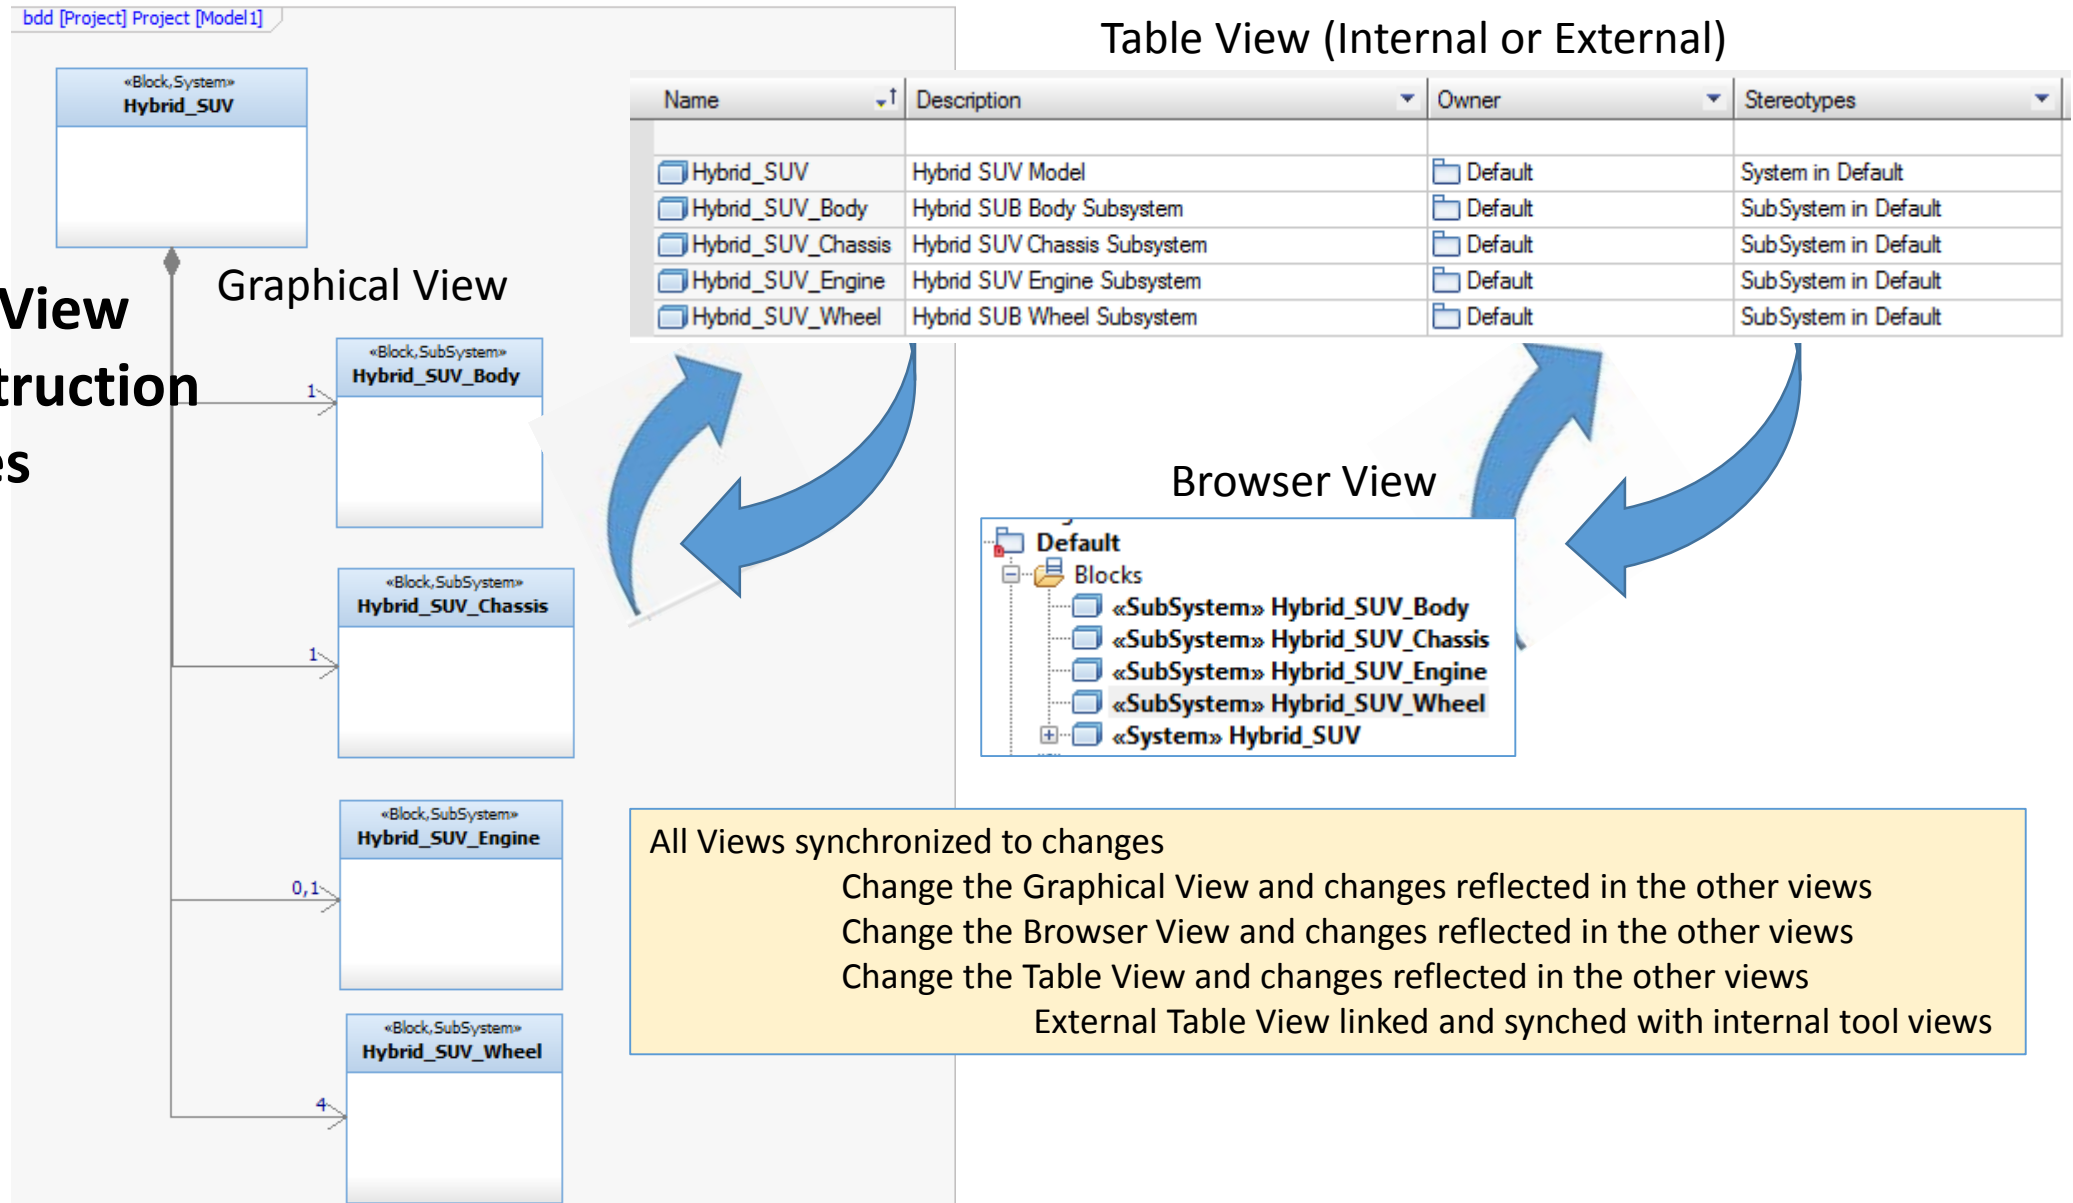 bdd [Project] Project [Model1]
«Block,System»
Hybrid_SUV
Graphical View
View
truction
es
1
«Block,SubSystem»
Hybrid_SUV_Body
1
«Block,SubSystem»
Hybrid_SUV_Chassis
0,1
«Block,SubSystem»
Hybrid_SUV_Engine
4
«Block,SubSystem»
Hybrid_SUV_Wheel
Table View (Internal or External)
Name Description Owner Stereotypes
Hybrid_SUV Hybrid SUV Model Default System in Default
Hybrid_SUV_Body Hybrid SUB Body Subsystem Default SubSystem in Default
Hybrid_SUV_Chassis Hybrid SUV Chassis Subsystem Default SubSystem in Default
Hybrid_SUV_Engine Hybrid SUV Engine Subsystem Default SubSystem in Default
Hybrid_SUV_Wheel Hybrid SUB Wheel Subsystem Default SubSystem in Default
Browser View
Default
Blocks
«SubSystem» Hybrid_SUV_Body
«SubSystem» Hybrid_SUV_Chassis
«SubSystem» Hybrid_SUV_Engine
«SubSystem» Hybrid_SUV_Wheel
«System» Hybrid_SUV
All Views synchronized to changes
Change the Graphical View and changes reflected in the other views
Change the Browser View and changes reflected in the other views
Change the Table View and changes reflected in the other views
External Table View linked and synched with internal tool views